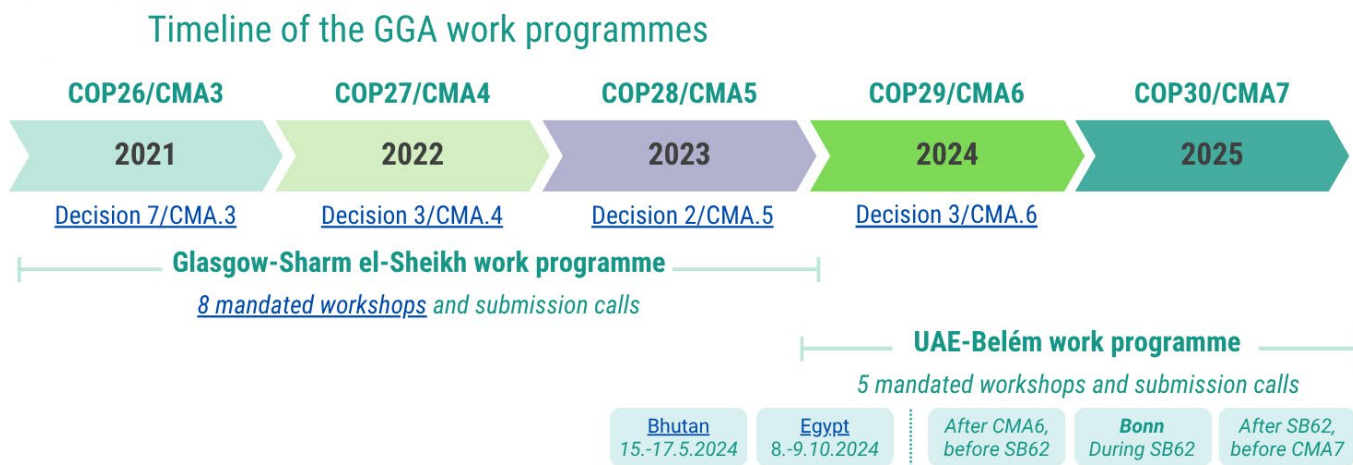 Timeline of the GGA work programmes
COP26/CMA3 COP27/CMA4 COP28/CMA5 COP29/CMA6 COP30/CMA7
2021 2022 2023 2024 2025
Decision 7/CMA.3 Decision 3/CMA.4 Decision 2/CMA.5 Decision 3/CMA.6
Glasgow-Sharm el-Sheikh work programme
8 mandated workshops and submission calls
UAE-Belém work programme
5 mandated workshops and submission calls
Bhutan
15.-17.5.2024
Egypt
8.-9.10.2024
After CMA6,
before SB62
Bonn
During SB62
After SB62,
before CMA7